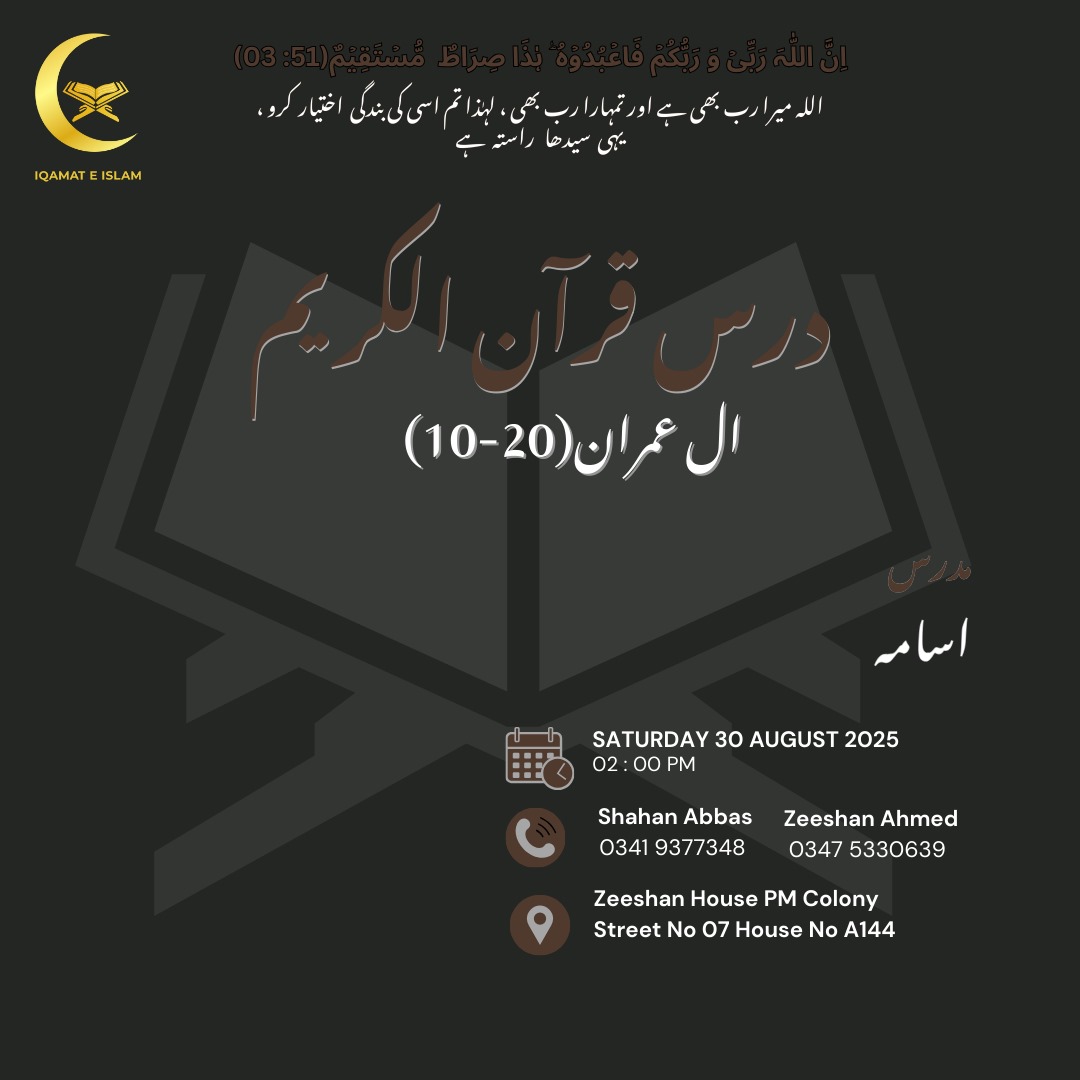 IQAMAT E ISLAM
اِنَّ اللّٰہَ رَبِّیۡ وَ رَبُّکُمۡ فَاعۡبُدُوۡہُ ؕ ہٰذَا صِرَاطٌ مُّسۡتَقِیۡمٌ(51: 03)
اللہ میرا رب بھی ہے اور تمہارا رب بھی ، لہٰذا تم اسی کی بندگی اختیار کرو ،
یہی سیدھا راستہ ہے
درس قرآن الکریم
ال عمران(20-10)
مدرس
اسامہ
SATURDAY 30 AUGUST 2025
02 : 00 PM
Shahan Abbas Zeeshan Ahmed
0341 9377348 0347 5330639
Zeeshan House PM Colony
Street No 07 House No A144